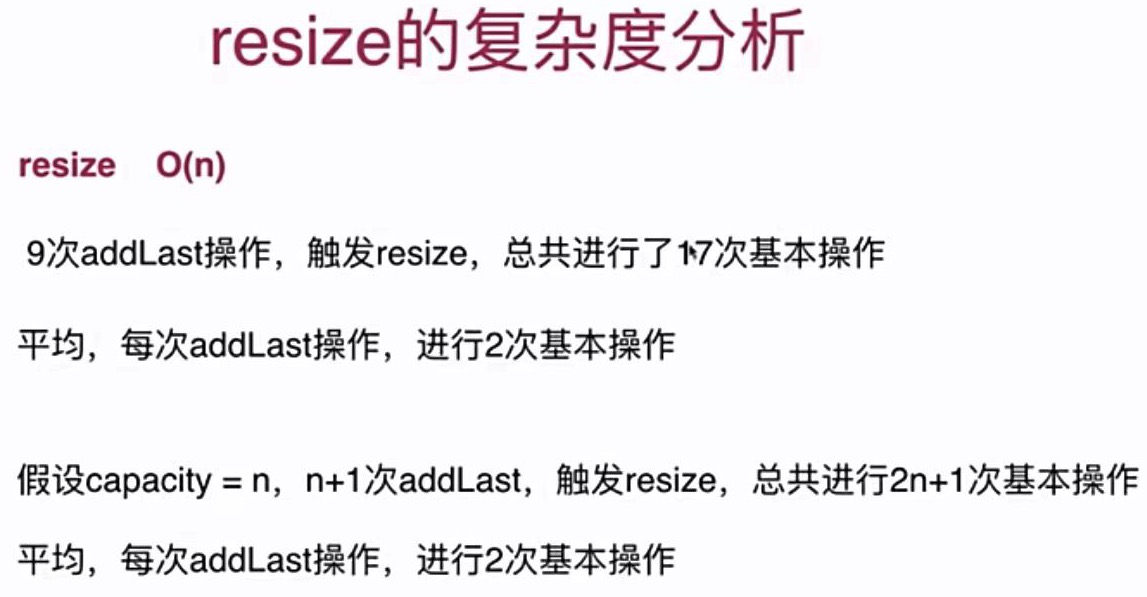 resize的复杂度分析
resize O(n)
9次addLast操作，触发resize，总共进行了17次基本操作
平均，每次addLast操作，进行2次基本操作
假设capacity = n，n+1次addLast，触发resize，总共进行2n+1次基本操作
平均，每次addLast操作，进行2次基本操作